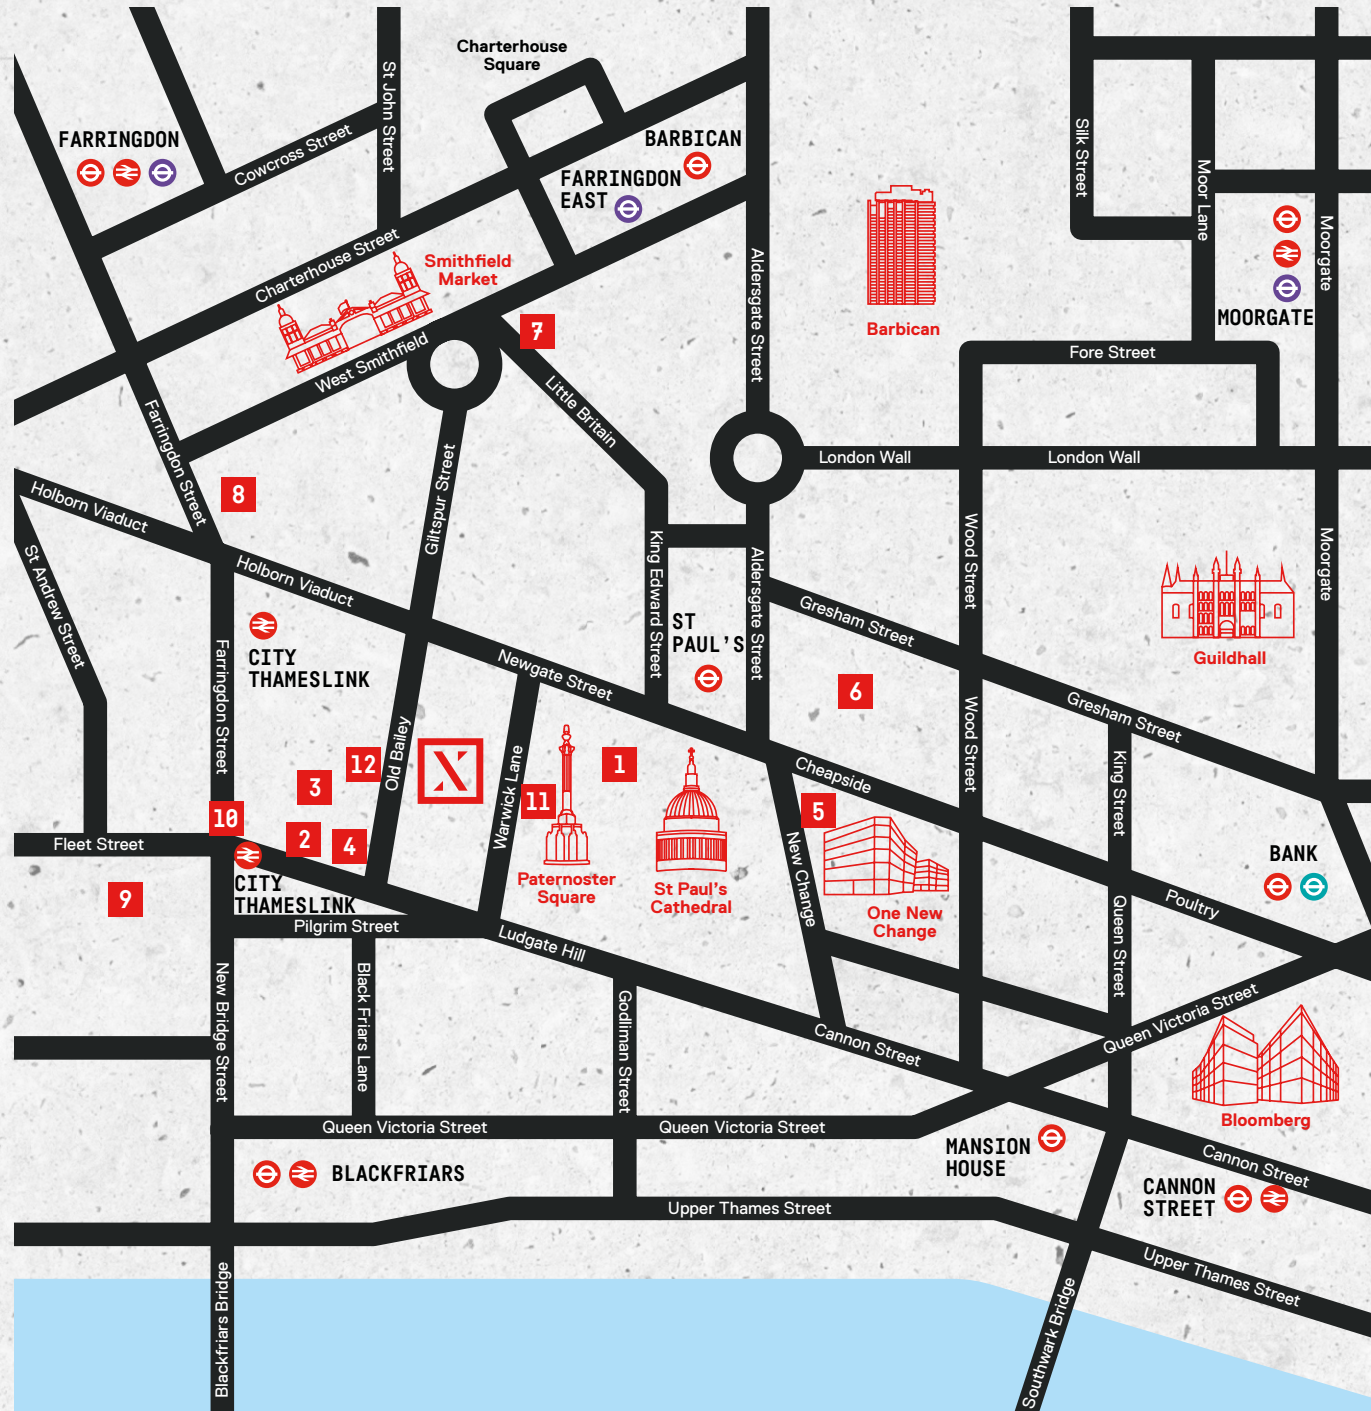 Charterhouse
Square
St John Street
FARRINGDON
Cowcross Street
BARBICAN
FARRINGDON
EAST
Silk Street
Moor Lane
Moorgate
MOORGATE
Charterhouse Street
Smithfield
Market
West Smithfield
7
Little Britain
Aldersgate Street
Barbican
Fore Street
Farringdon Street
London Wall
London Wall
Holborn Viaduct
8
Giltspur Street
St Andrew Street
Holborn Viaduct
King Edward Street
Aldersgate Street
Wood Street
Moorgate
Gresham Street
ST
PAUL'S
CITY
THAMESLINK
Farringdon Street
Newgate Street
Guildhall
6
Gresham Street
Wood Street
Old Bailey
12
X
Warwick Lane
1
Cheapside
King Street
3
11
5
10
2
4
Fleet Street
New Change
BANK
CITY
THAMESLINK
9
Paternoster
Square
St Paul's
Cathedral
One New
Change
Poultry
Pilgrim Street
Ludgate Hill
Queen Street
New Bridge Street
Black Friars Lane
Godliman Street
Cannon Street
Queen Victoria Street
Bloomberg
Queen Victoria Street
Queen Victoria Street
MANSION
HOUSE
BLACKFRIARS
Cannon Street
CANNON
STREET
Upper Thames Street
Upper Thames Street
Blackfriars Bridge
Southwark Bridge